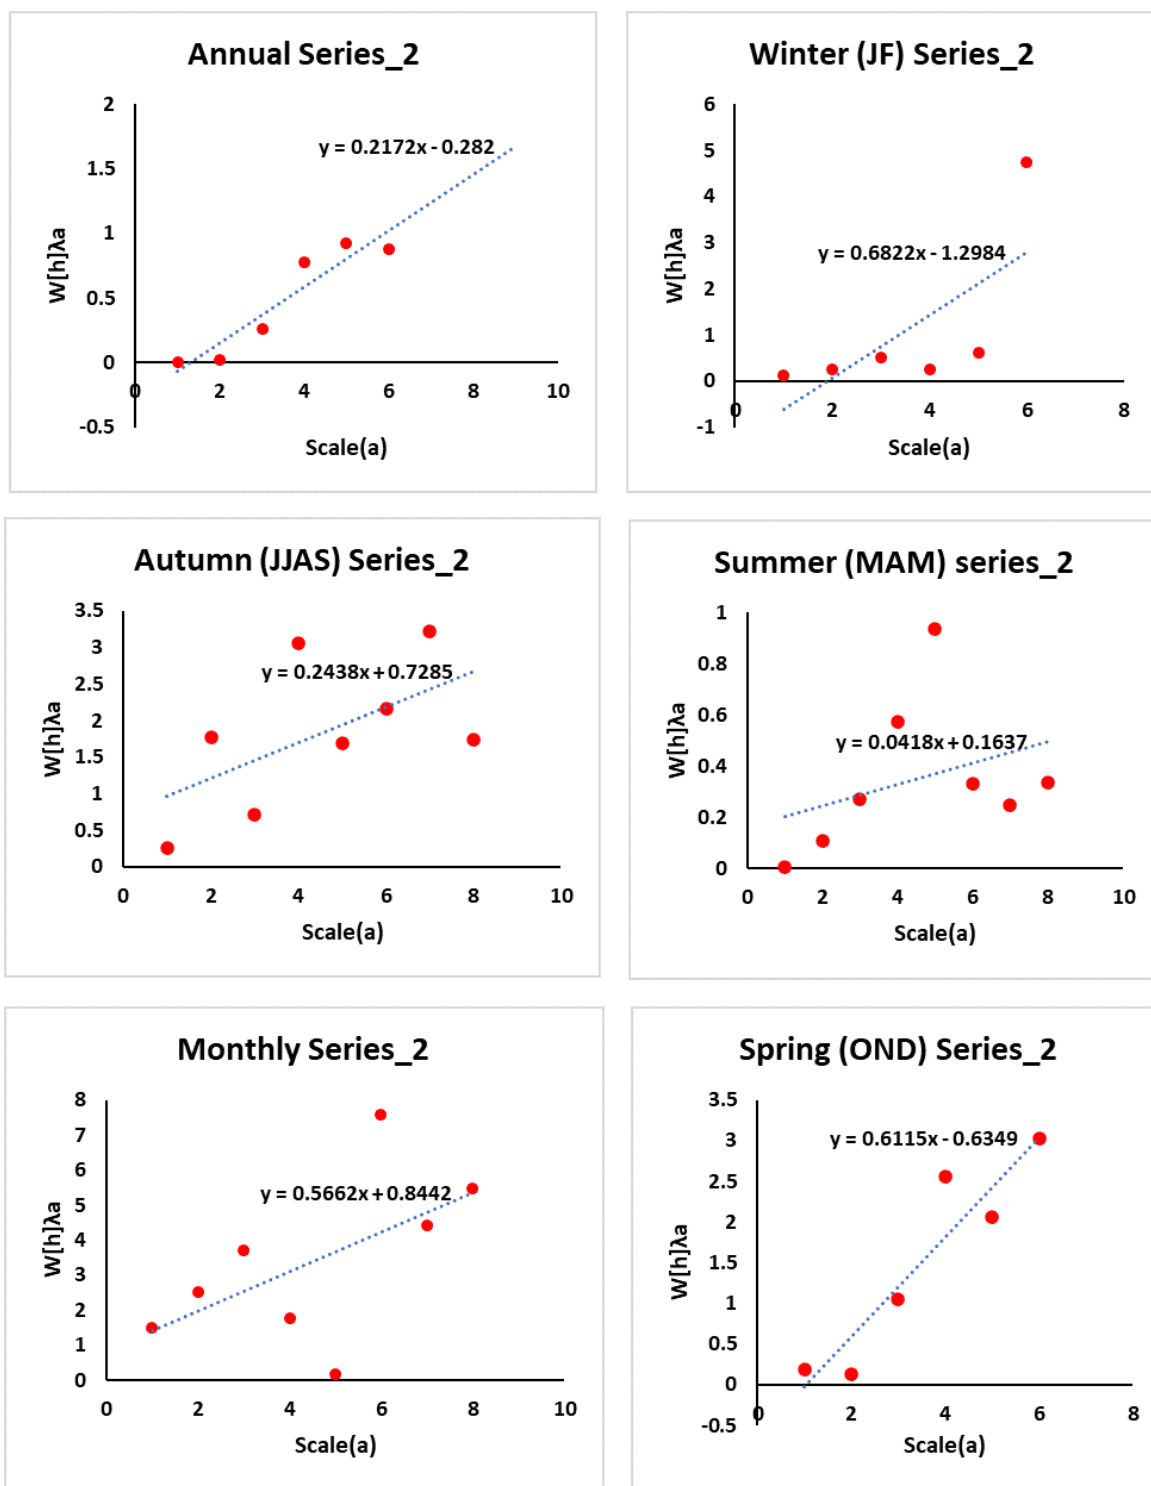 Annual Series_2
2
1.5
1
0.5
0
-0.5
W[h]λa
y = 0.2172x - 0.282
0 2 4 6 8 10
Scale(a)
Winter (JF) Series_2
6
5
4
3
2
1
0
-1
W[h]λa
y = 0.6822x - 1.2984
0 2 4 6 8
Scale(a)
Autumn (JJAS) Series_2
3.5
3
2.5
2
1.5
1
0.5
0
W[h]λa
y = 0.2438x + 0.7285
0 2 4 6 8 10
Scale(a)
Summer (MAM) series_2
1
0.8
0.6
0.4
0.2
0
W[h]λa
y = 0.0418x + 0.1637
0 2 4 6 8 10
Scale(a)
Monthly Series_2
8
7
6
5
4
3
2
1
0
W[h]λa
y = 0.5662x + 0.8442
0 2 4 6 8 10
Scale(a)
Spring (OND) Series_2
3.5
3
2.5
2
1.5
1
0.5
0
-0.5
W[h]λa
y = 0.6115x - 0.6349
0 2 4 6 8
Scale(a)